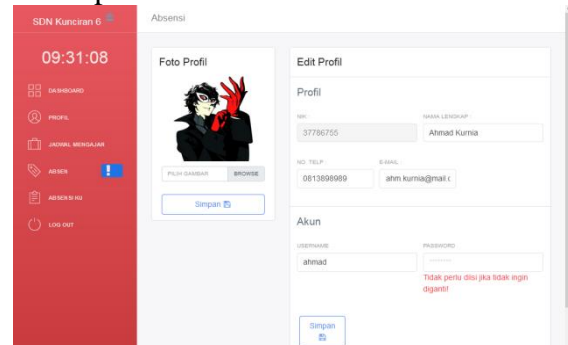 SDN Kunciran 6
Absensi
09:31:08
DASHBOARD
PROFIL
JADWAL MENGAJAR
ABSEN
ABSENSIKU
LOG OUT
Foto Profil
PILIH GAMBAR BROWSE
Simpan
Edit Profil
Profil
NIK :
NAMA LENGKAP :
37786755
Ahmad Kurnia
NO. TELP :
E-MAIL :
0813898989
ahm.kurnia@mail.c
Akun
USERNAME
PASSWORD
ahmad
Tidak perlu diisi jika tidak ingin
diganti!
Simpan